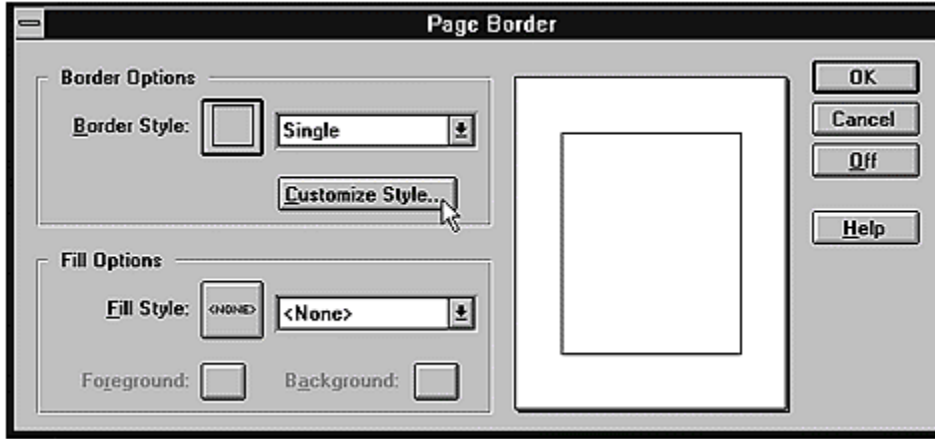 Page Border
Border Options
Border Style:
Single
Customize Style...
Fill Options
Fill Style:
<NONE>
<None>
Foreground:
Background:
OK
Cancel
Off
Help